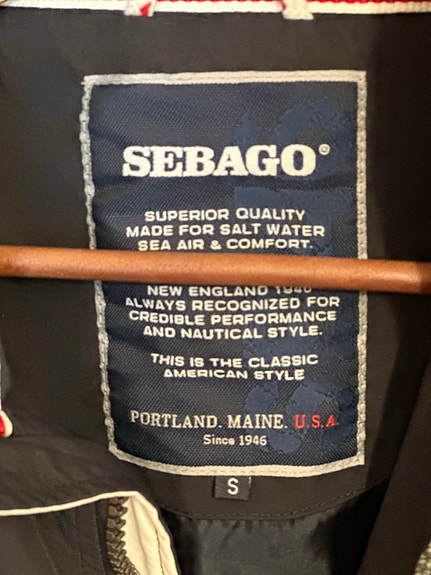 SEBAGO®
SUPERIOR QUALITY
MADE FOR SALT WATER
SEA AIR & COMFORT.
NEW ENGLAND 1946
ALWAYS RECOGNIZED FOR
CREDIBLE PERFORMANCE
AND NAUTICAL STYLE.
THIS IS THE CLASSIC
AMERICAN STYLE
PORTLAND. MAINE. U.S.A.
Since 1946
S